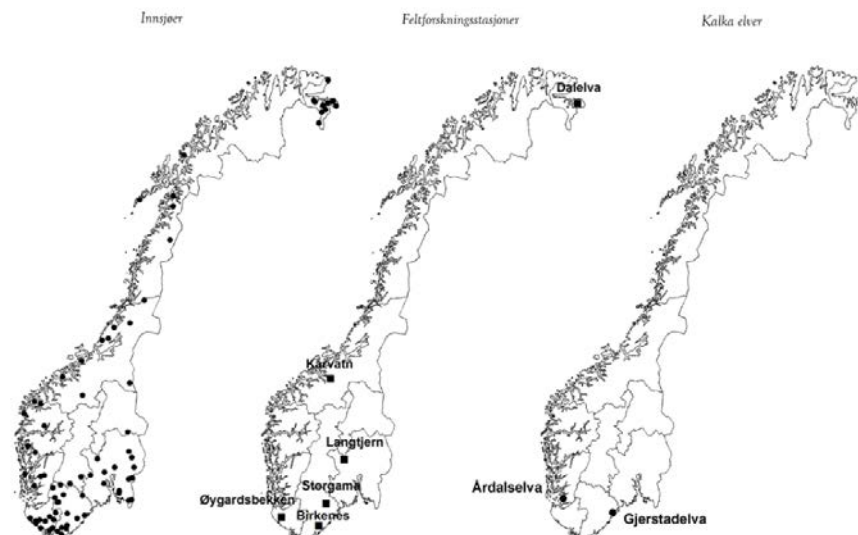 Innsjøer
Feltforskningsstasjoner
Kalka elver
Dalelva
Kårvatn
Langtjern
Storgama
Øygardsbekken
Birkenes
Årdalselva
Gjerstadelva